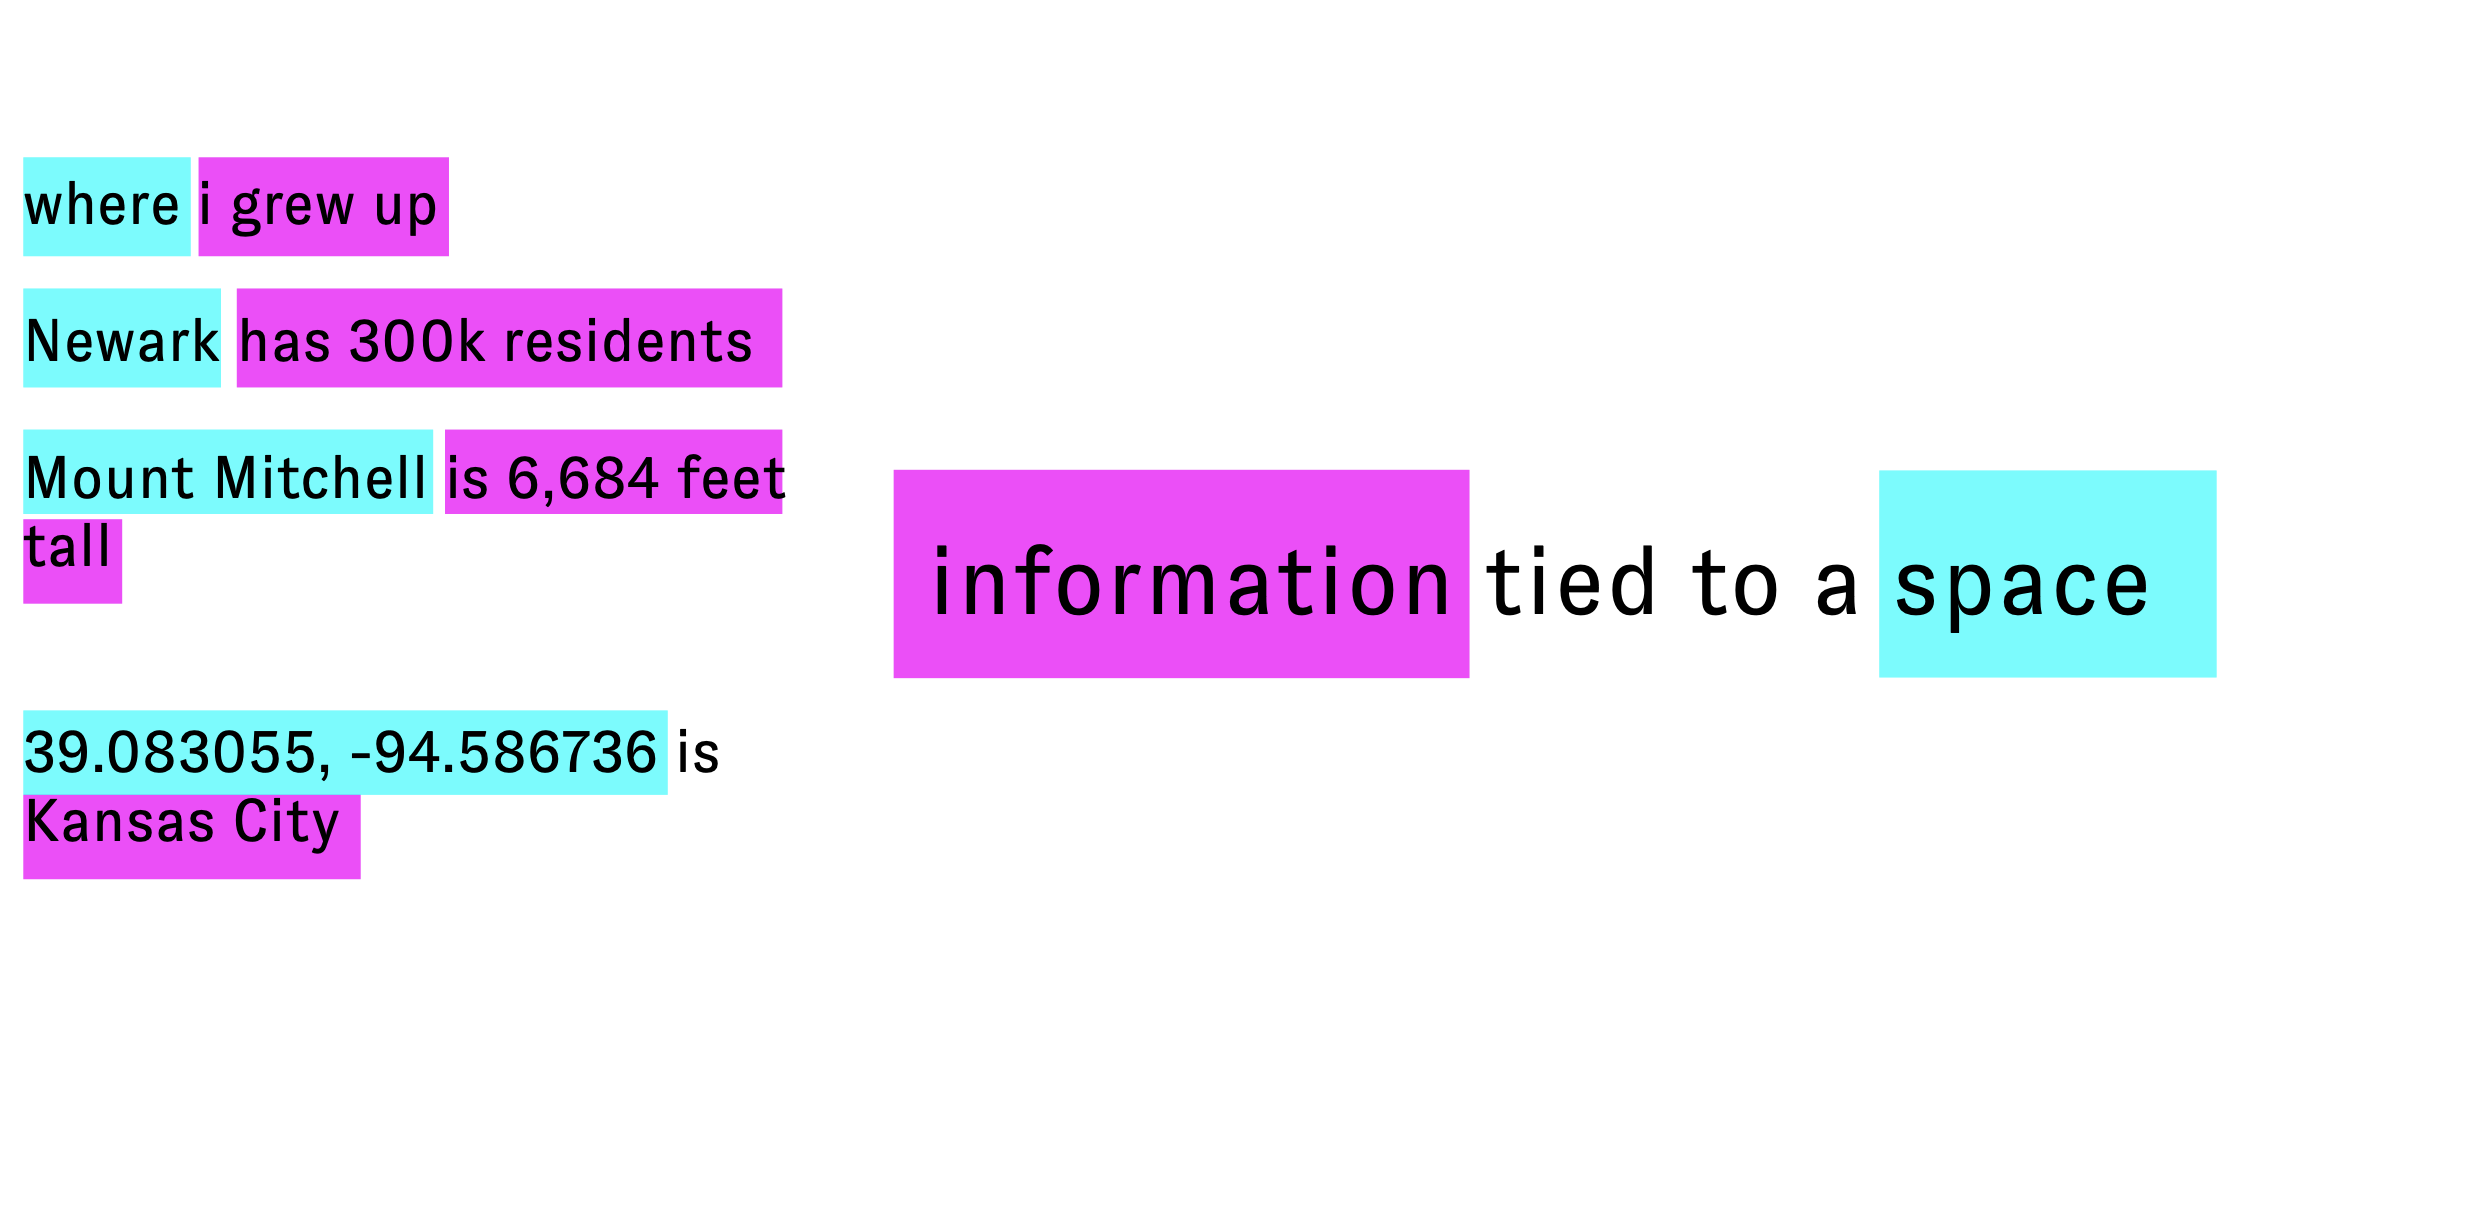 where i grew up
Newark has 300k residents
Mount Mitchell is 6,684 feet
tall
39.083055, -94.586736 is
Kansas City
information tied to a space